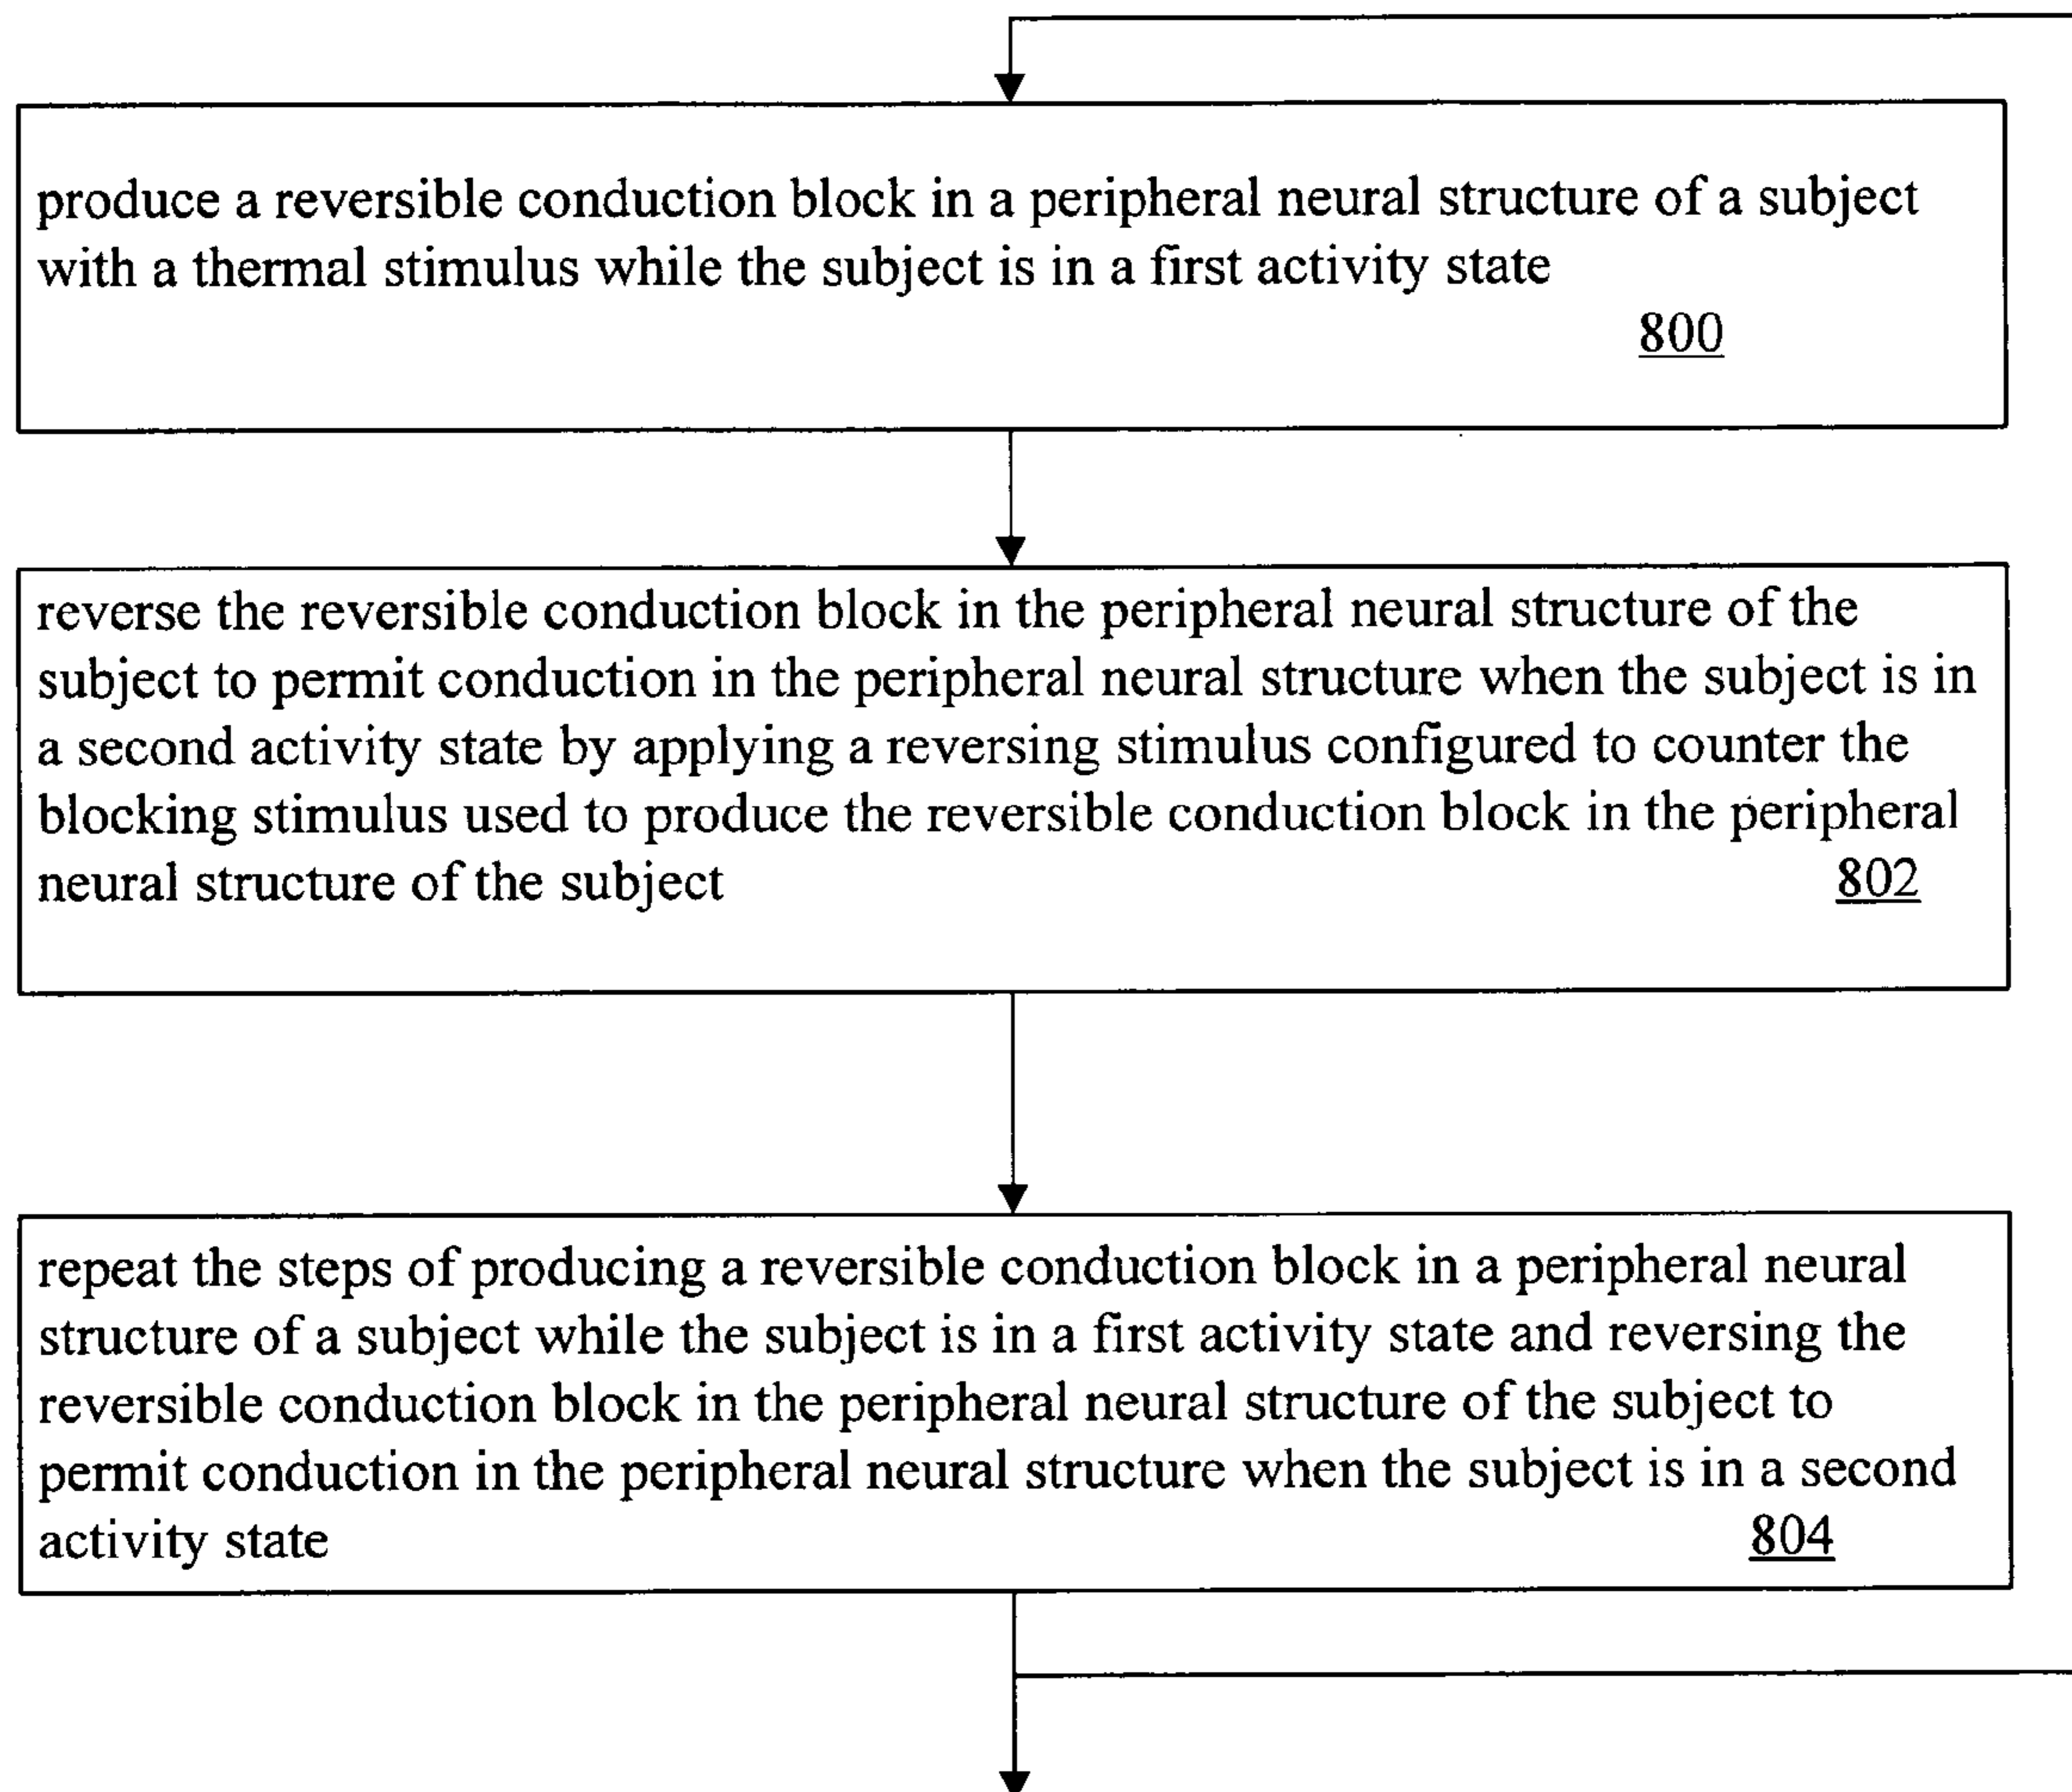 produce a reversible conduction block in a peripheral neural structure of a subject
with a thermal stimulus while the subject is in a first activity state
800
reverse the reversible conduction block in the peripheral neural structure of the
subject to permit conduction in the peripheral neural structure when the subject is in
a second activity state by applying a reversing stimulus configured to counter the
blocking stimulus used to produce the reversible conduction block in the peripheral
neural structure of the subject 802
repeat the steps of producing a reversible conduction block in a peripheral neural
structure of a subject while the subject is in a first activity state and reversing the
reversible conduction block in the peripheral neural structure of the subject to
permit conduction in the peripheral neural structure when the subject is in a second
activity state 804